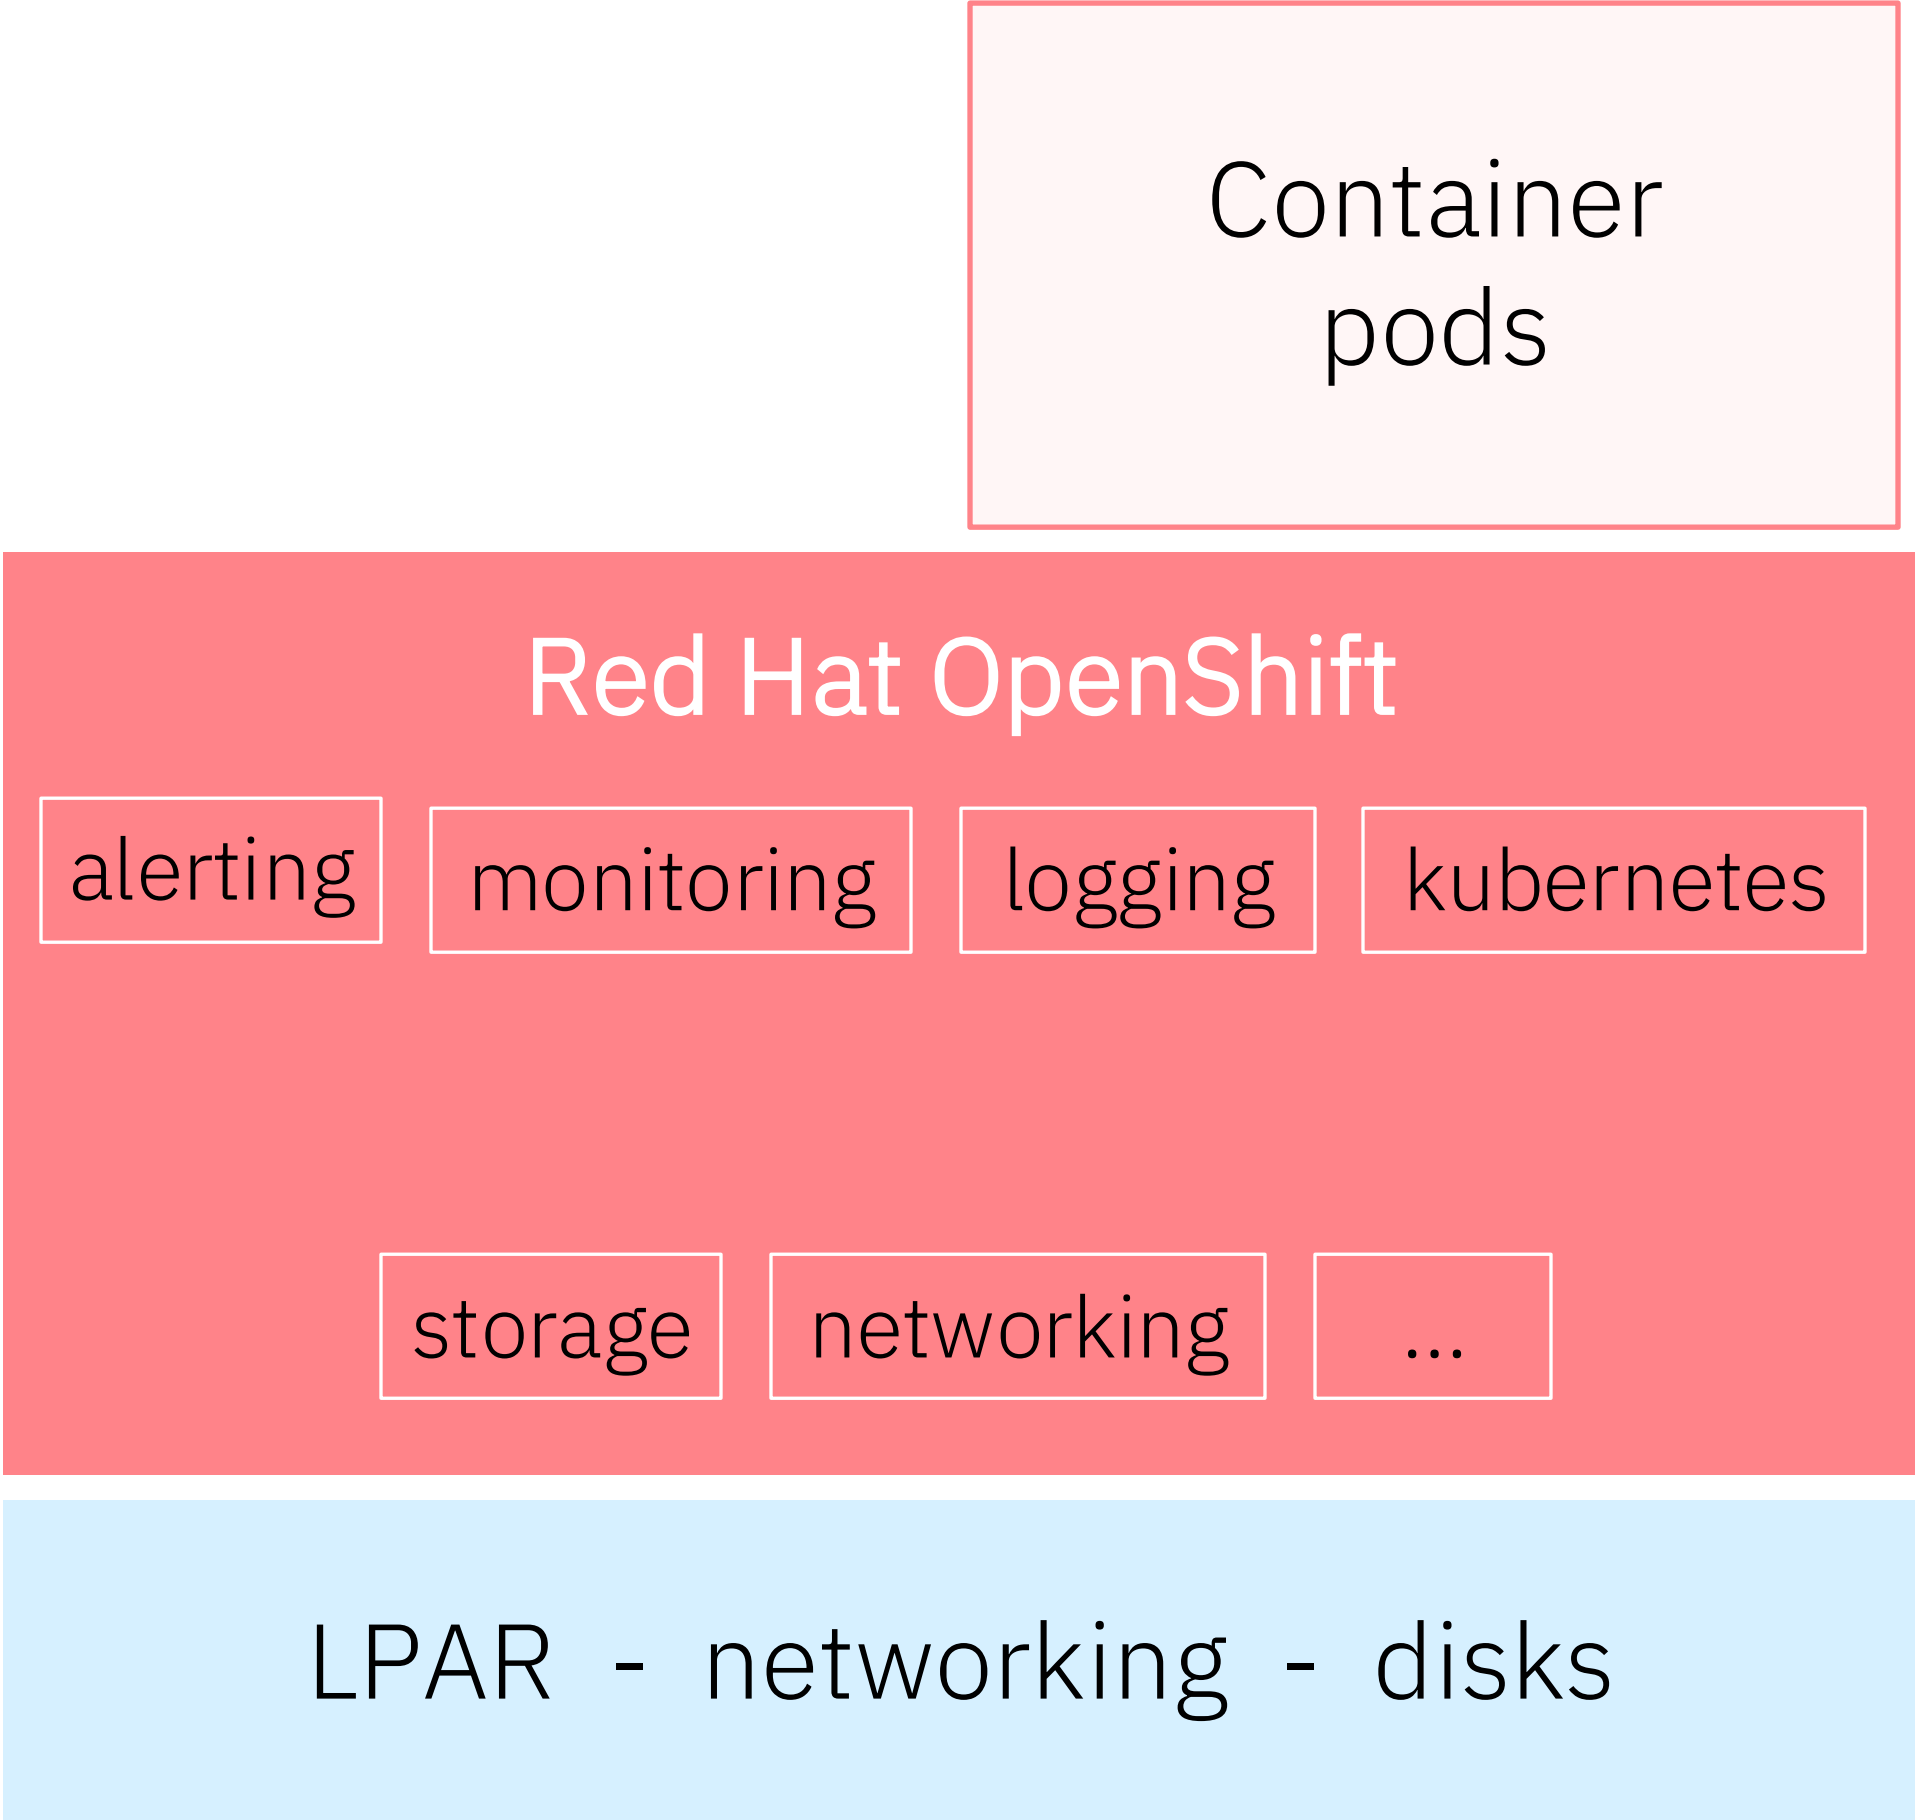 Container
pods
Red Hat OpenShift
alerting
monitoring
logging
kubernetes
storage
networking
...
LPAR - networking - disks